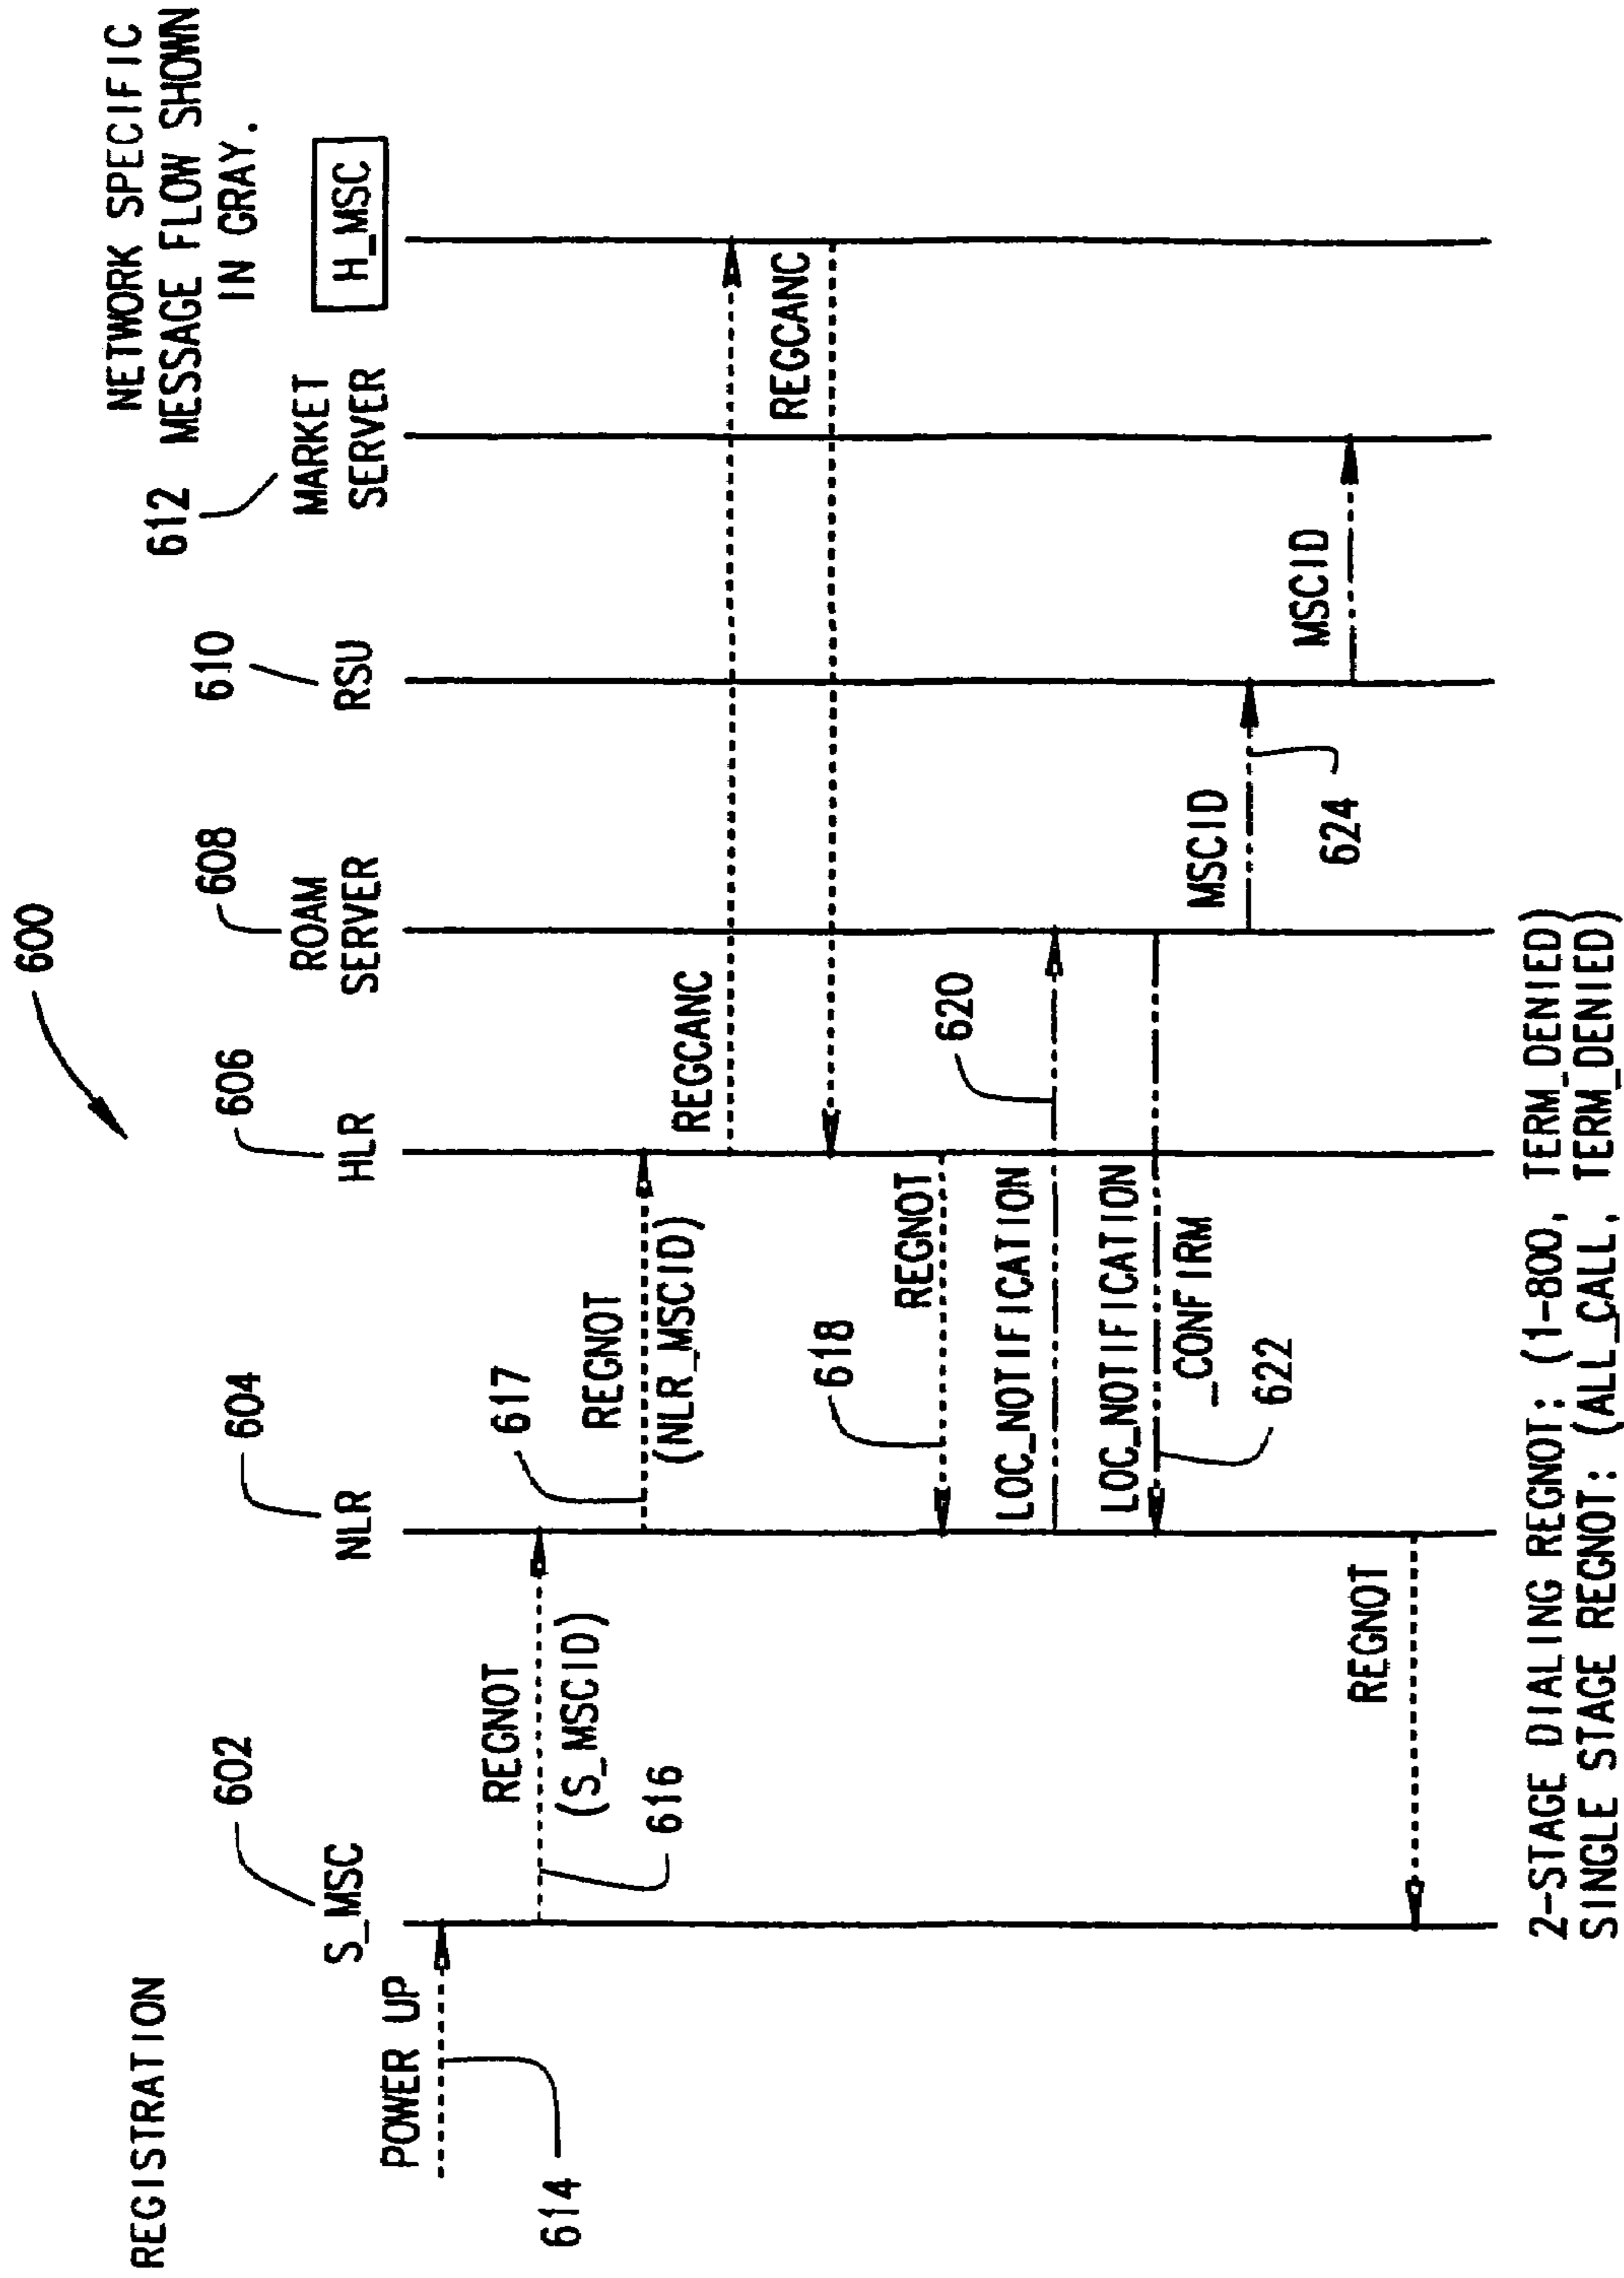 600
REGISTRATION
NETWORK SPECIFIC
MESSAGE FLOW SHOWN
IN GRAY.
602
S_MSC
604
NLR
606
HLR
608
ROAM
SERVER
610
RSU
612
MARKET
SERVER
H_MSC
POWER UP
614
REGNOT
(S_MSCID)
616
617
REGNOT
(NLR_MSCID)
REGCANC
REGCANC
618
REGNOT
620
LOC_NOTIFICATION
LOC_NOTIFICATION
_CONFIRM
622
MSCID
624
MSCID
REGNOT
2-STAGE DIALING REGNOT: (1-800, TERM_DENIED)
SINGLE STAGE REGNOT: (ALL_CALL, TERM_DENIED)